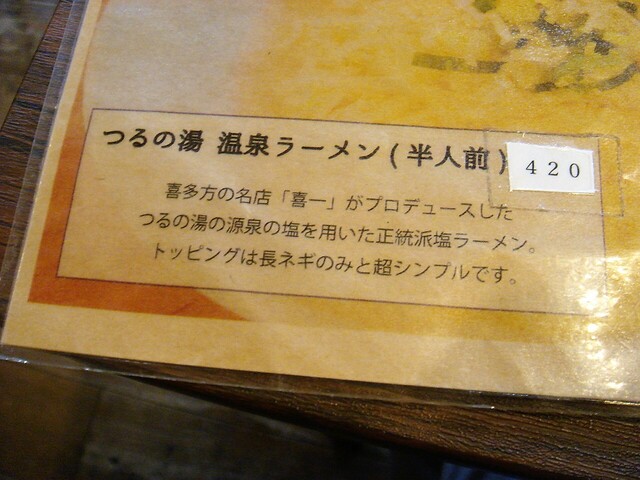 つるの湯 温泉ラーメン(半人前) 420
喜多方の名店「喜一」がプロデュースした
つるの湯の源泉の塩を用いた正統派塩ラーメン。
トッピングは長ネギのみと超シンプルです。